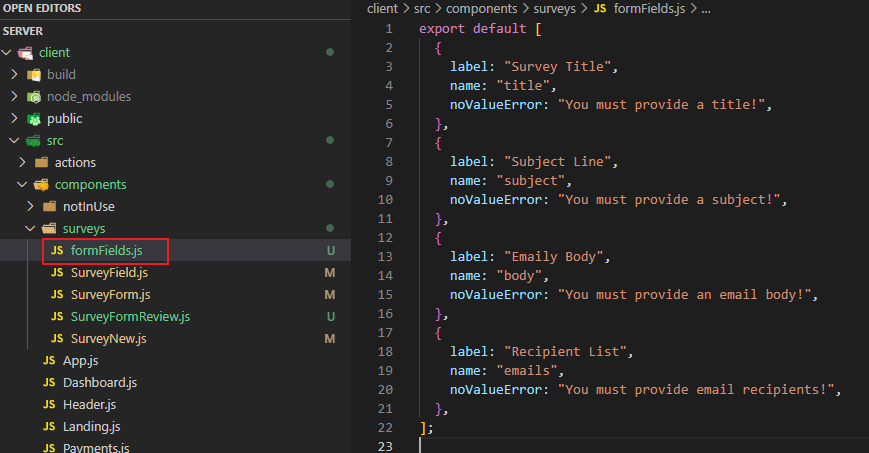 OPEN EDITORS
SERVER
client
build
node_modules
public
src
actions
components
notInUse
surveys
JS formFields.js U
JS SurveyField.js M
JS SurveyForm.js M
JS SurveyFormReview.js U
JS SurveyNew.js M
JS App.js
JS Dashboard.js
JS Header.js
JS Landing.js
JS Payments.js
client > src > components > surveys > JS formFields.js > ...
1 export default [
2 {
3 label: "Survey Title",
4 name: "title",
5 noValueError: "You must provide a title!",
6 },
7 {
8 label: "Subject Line",
9 name: "subject",
10 noValueError: "You must provide a subject!",
11 },
12 {
13 label: "Emaily Body",
14 name: "body",
15 noValueError: "You must provide an email body!",
16 },
17 {
18 label: "Recipient List",
19 name: "emails",
20 noValueError: "You must provide email recipients!",
21 },
22 ];
23